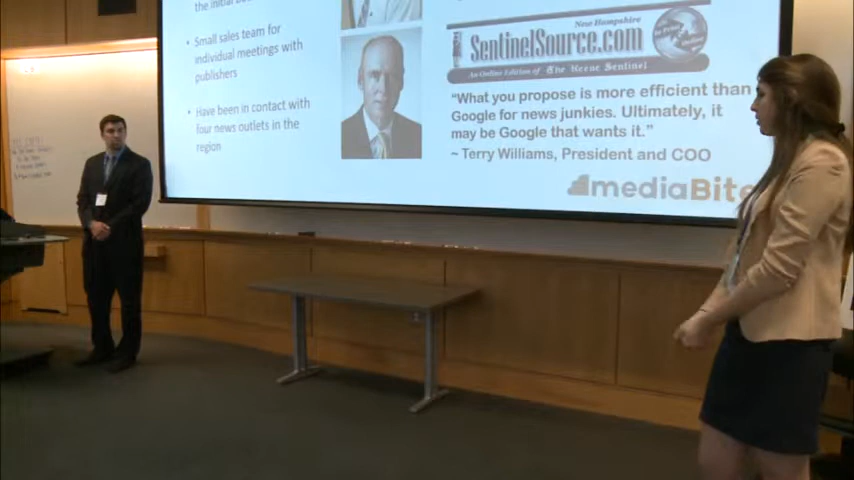 the initial
• Small sales team for
individual meetings with
publishers
• Have been in contact with
four news outlets in the
region
New Hampshire
SentinelSource.com
An Online Edition of The Keene Sentinel
"What you propose is more efficient than
Google for news junkies. Ultimately, it
may be Google that wants it."
~ Terry Williams, President and COO
mediaBite